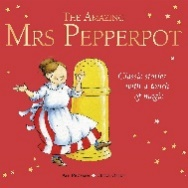 THE AMAZING
MRS PEPPERPOT
Classic stories
with a touch
of magic